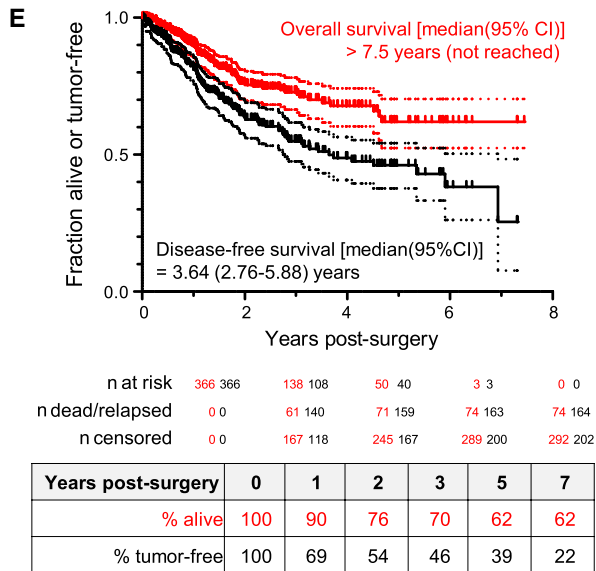 E
Overall survival [median(95% CI)]
> 7.5 years (not reached)
Fraction alive or tumor-free
1.0
0.5
0.0
Disease-free survival [median(95%CI)]
= 3.64 (2.76-5.88) years
0 2 4 6 8
Years post-surgery
n at risk 366 366 138 108 50 40 3 3 0 0
n dead/relapsed 0 0 61 140 71 159 74 163 74 164
n censored 0 0 167 118 245 167 289 200 292 202
Years post-surgery 0 1 2 3 5 7
% alive 100 90 76 70 62 62
% tumor-free 100 69 54 46 39 22